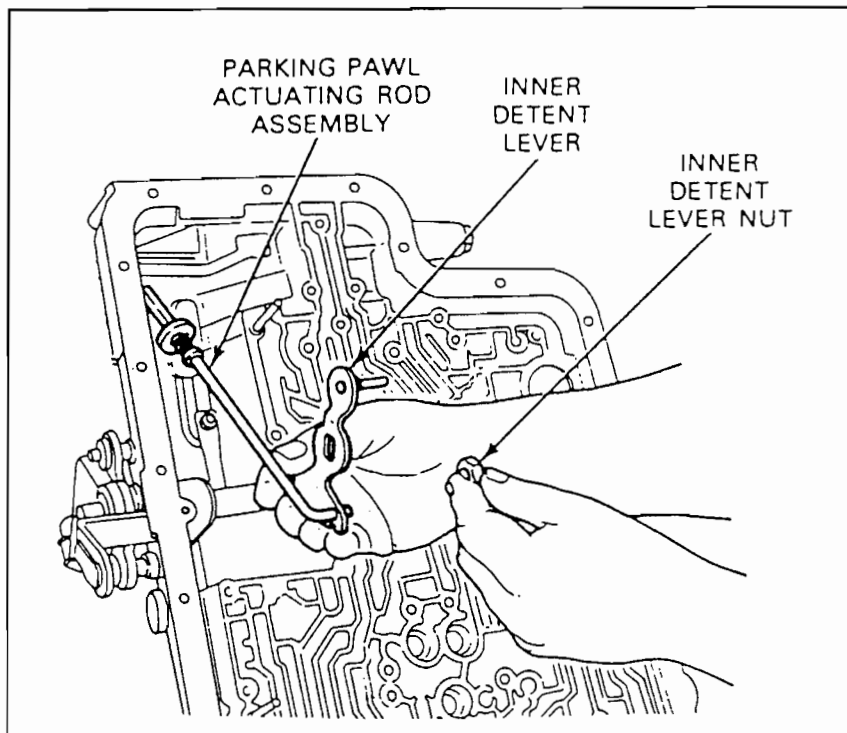 PARKING PAWL
ACTUATING ROD
ASSEMBLY
INNER
DETENT
LEVER
INNER
DETENT
LEVER NUT